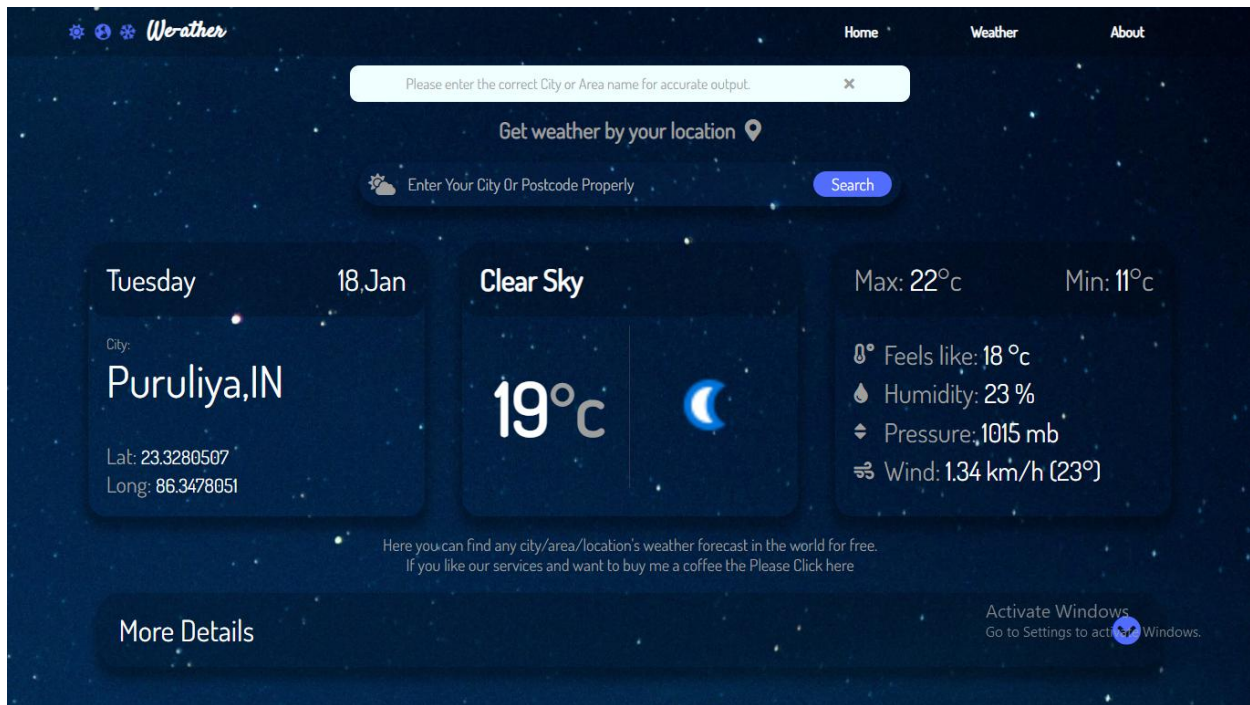 We-ather
Home
Weather
About
Please enter the correct City or Area name for accurate output.
Get weather by your location
Enter Your City Or Postcode Properly
Search
Tuesday
18,Jan
City:
Puruliya,IN
Lat: 23.3280507
Long: 86.3478051
Clear Sky
19°c
Max: 22°c
Min: 11°c
Feels like: 18 °c
Humidity: 23 %
Pressure: 1015 mb
Wind: 1.34 km/h (23°)
Here you can find any city/area/location's weather forecast in the world for free.
If you like our services and want to buy me a coffee the Please Click here
More Details
Activate Windows
Go to Settings to activate Windows.